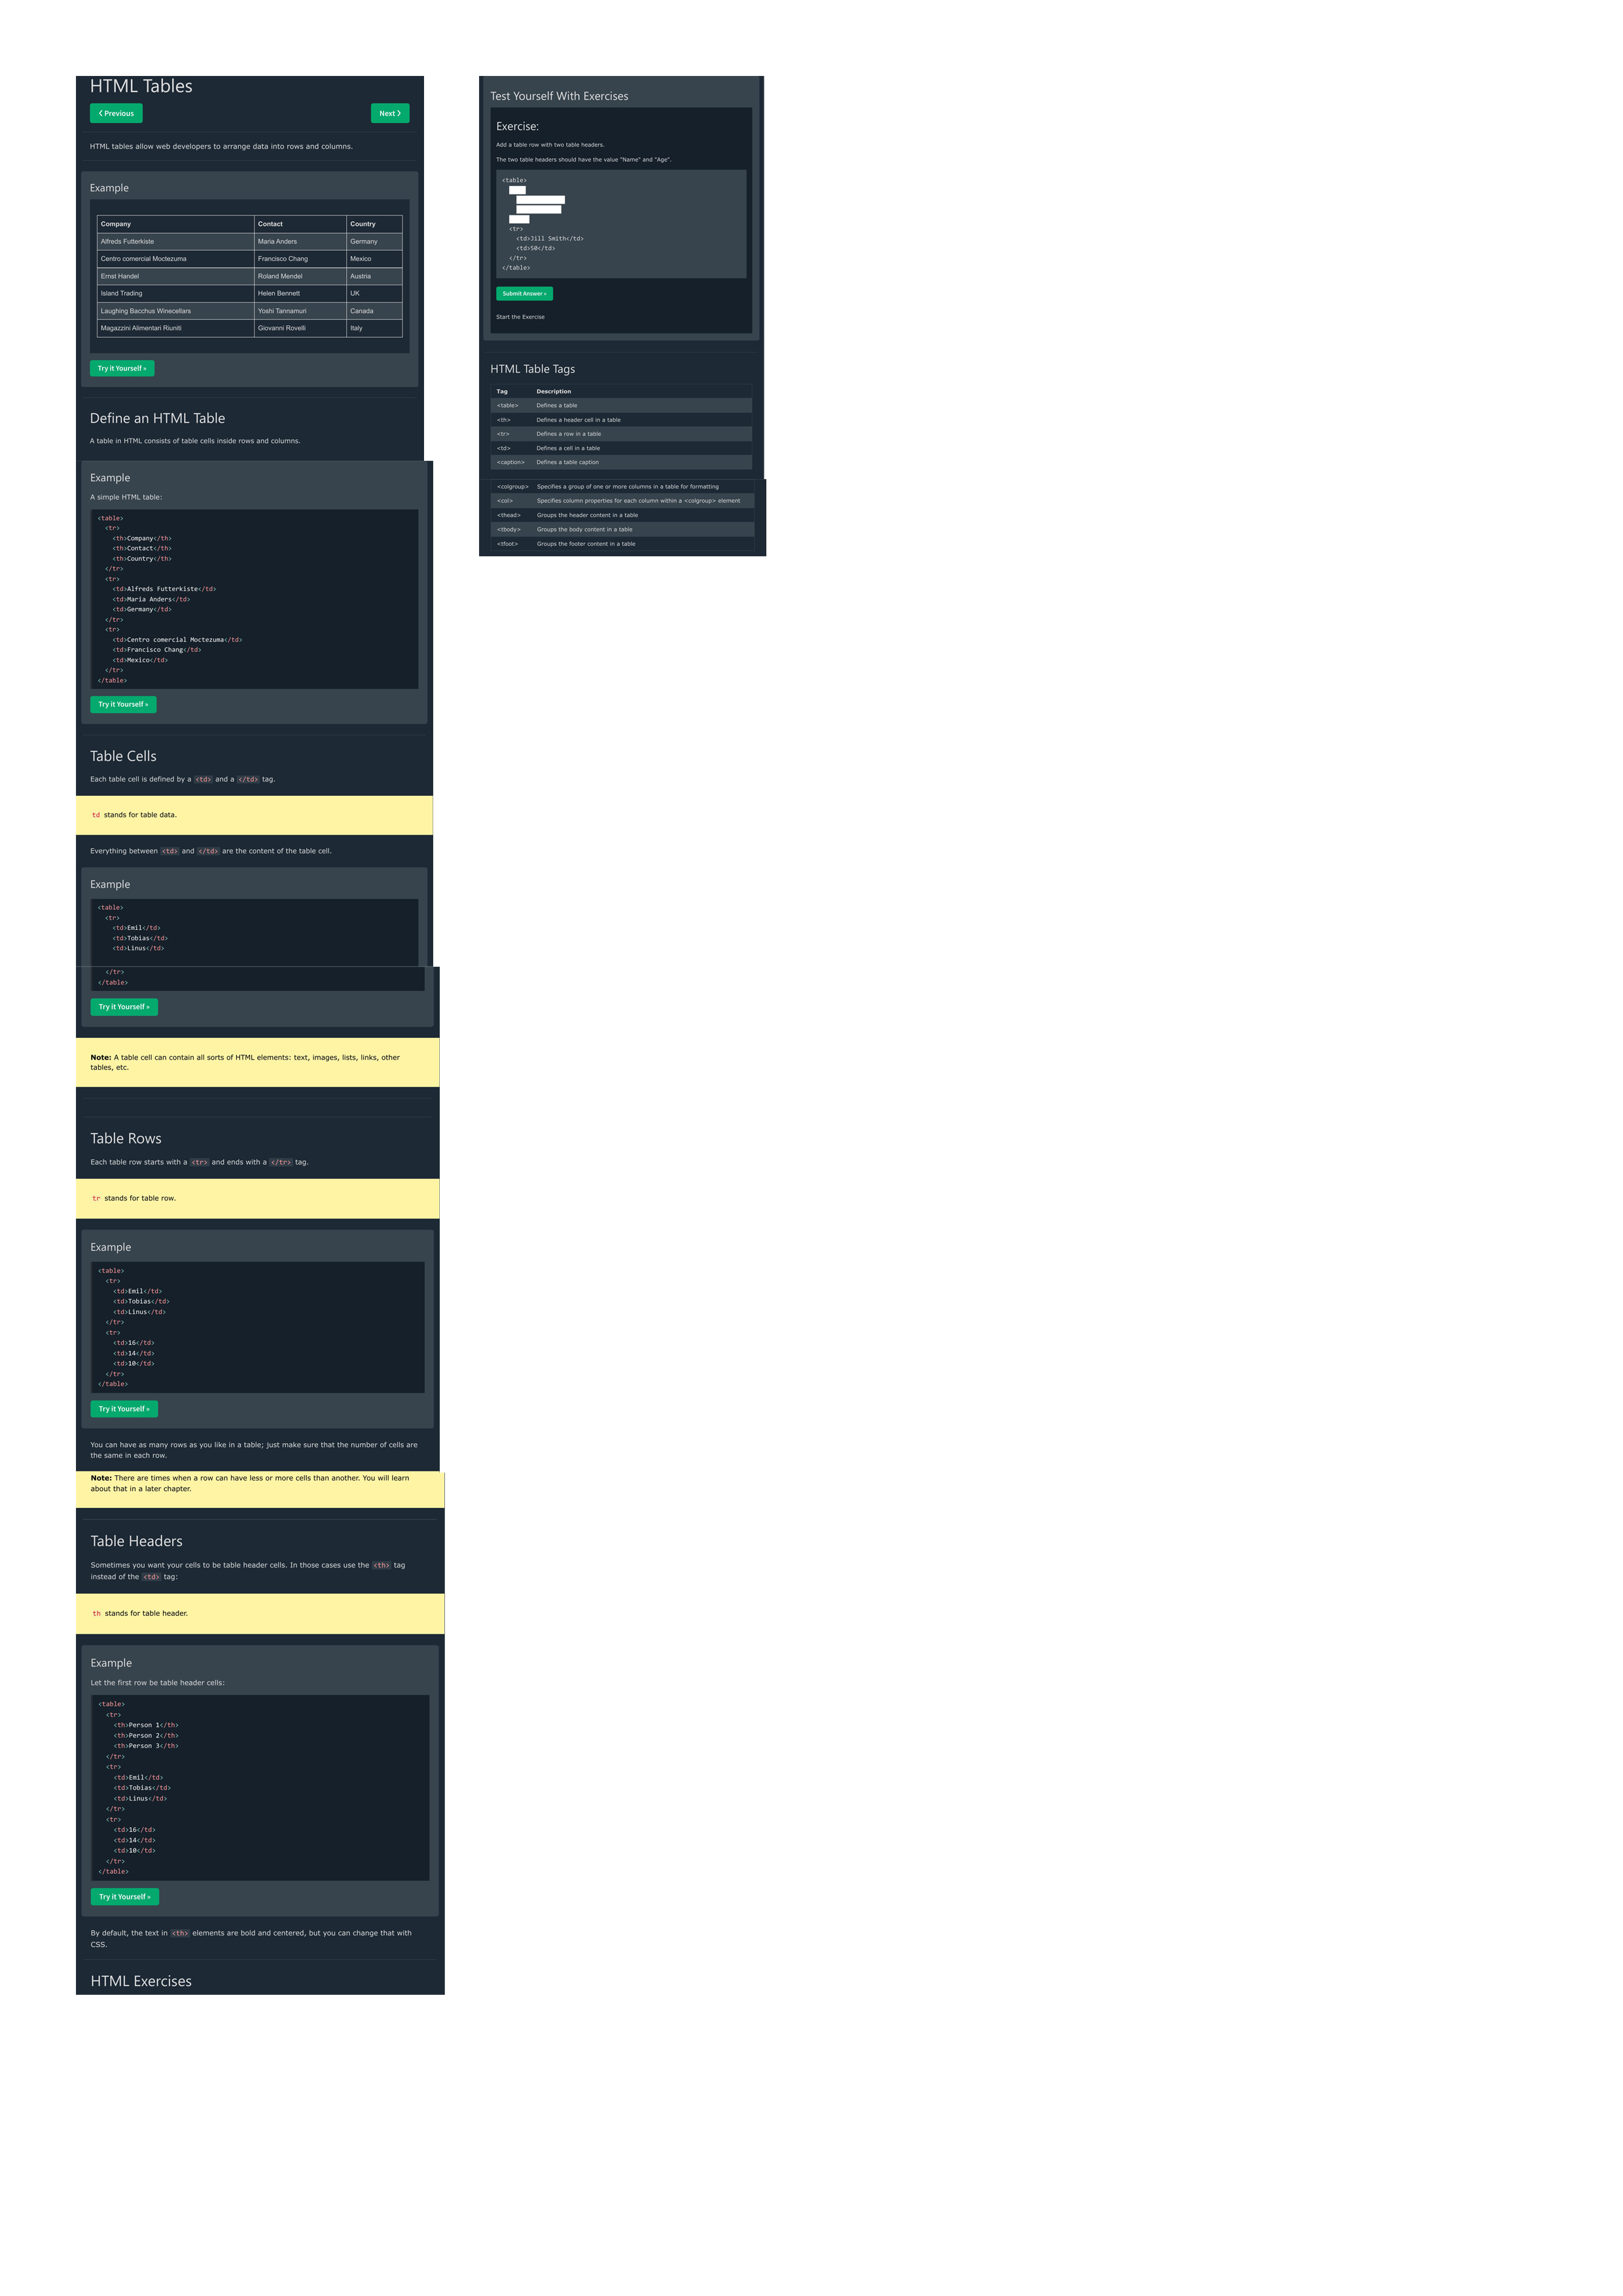 HTML Tables
❮ Previous
Next ❯
HTML tables allow web developers to arrange data into rows and columns.
Example
Company Contact Country
Alfreds Futterkiste Maria Anders Germany
Centro comercial Moctezuma Francisco Chang Mexico
Ernst Handel Roland Mendel Austria
Island Trading Helen Bennett UK
Laughing Bacchus Winecellars Yoshi Tannamuri Canada
Magazzini Alimentari Riuniti Giovanni Rovelli Italy
Try it Yourself »
Define an HTML Table
A table in HTML consists of table cells inside rows and columns.
Example
A simple HTML table:
<table>
  <tr>
    <th>Company</th>
    <th>Contact</th>
    <th>Country</th>
  </tr>
  <tr>
    <td>Alfreds Futterkiste</td>
    <td>Maria Anders</td>
    <td>Germany</td>
  </tr>
  <tr>
    <td>Centro comercial Moctezuma</td>
    <td>Francisco Chang</td>
    <td>Mexico</td>
  </tr>
</table>
Try it Yourself »
Table Cells
Each table cell is defined by a <td> and a </td> tag.
td stands for table data.
Everything between <td> and </td> are the content of the table cell.
Example
<table>
  <tr>
    <td>Emil</td>
    <td>Tobias</td>
    <td>Linus</td>
  </tr>
</table>
Try it Yourself »
Note: A table cell can contain all sorts of HTML elements: text, images, lists, links, other
tables, etc.
Table Rows
Each table row starts with a <tr> and ends with a </tr> tag.
tr stands for table row.
Example
<table>
  <tr>
    <td>Emil</td>
    <td>Tobias</td>
    <td>Linus</td>
  </tr>
  <tr>
    <td>16</td>
    <td>14</td>
    <td>10</td>
  </tr>
</table>
Try it Yourself »
You can have as many rows as you like in a table; just make sure that the number of cells are
the same in each row.
Note: There are times when a row can have less or more cells than another. You will learn
about that in a later chapter.
Table Headers
Sometimes you want your cells to be table header cells. In those cases use the <th> tag
instead of the <td> tag:
th stands for table header.
Example
Let the first row be table header cells:
<table>
  <tr>
    <th>Person 1</th>
    <th>Person 2</th>
    <th>Person 3</th>
  </tr>
  <tr>
    <td>Emil</td>
    <td>Tobias</td>
    <td>Linus</td>
  </tr>
  <tr>
    <td>16</td>
    <td>14</td>
    <td>10</td>
  </tr>
</table>
Try it Yourself »
By default, the text in <th> elements are bold and centered, but you can change that with
CSS.
HTML Exercises
Test Yourself With Exercises
Exercise:
Add a table row with two table headers.
The two table headers should have the value "Name" and "Age".
<table>
  <tr>
    <td>Jill Smith</td>
    <td>50</td>
  </tr>
</table>
Submit Answer »
Start the Exercise
HTML Table Tags
Tag Description
<table> Defines a table
<th> Defines a header cell in a table
<tr> Defines a row in a table
<td> Defines a cell in a table
<caption> Defines a table caption
<colgroup> Specifies a group of one or more columns in a table for formatting
<col> Specifies column properties for each column within a <colgroup> element
<thead> Groups the header content in a table
<tbody> Groups the body content in a table
<tfoot> Groups the footer content in a table